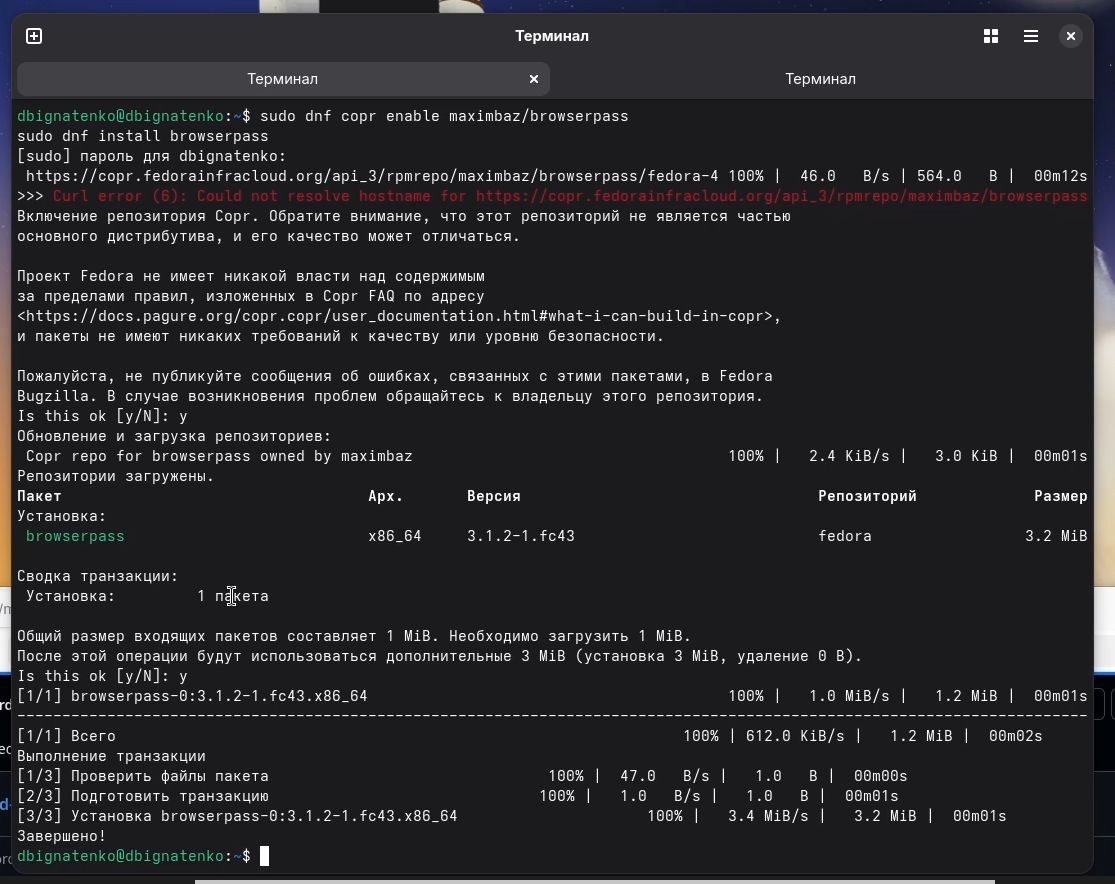 Терминал
Терминал
Терминал
dbignatenko@dbignatenko:~$ sudo dnf copr enable maximbaz/browserpass
sudo dnf install browserpass
[sudo] пароль для dbignatenko:
https://copr.fedorainfracloud.org/api_3/rpmrepo/maximbaz/browserpass/fedora-4 100% | 46.0 B/s | 564.0 B | 00m12s
>>> Curl error (6): Could not resolve hostname for https://copr.fedorainfracloud.org/api_3/rpmrepo/maximbaz/browserpass
Включение репозитория Copr. Обратите внимание, что этот репозиторий не является частью
основного дистрибутива, и его качество может отличаться.
Проект Fedora не имеет никакой власти над содержимым
за пределами правил, изложенных в Copr FAQ по адресу
<https://docs.pagure.org/copr.copr/user_documentation.html#what-i-can-build-in-copr>,
и пакеты не имеют никаких требований к качеству или уровню безопасности.
Пожалуйста, не публикуйте сообщения об ошибках, связанных с этими пакетами, в Fedora
Bugzilla. В случае возникновения проблем обращайтесь к владельцу этого репозитория.
Is this ok [y/N]: y
Обновление и загрузка репозиториев:
Copr repo for browserpass owned by maximbaz 100% | 2.4 KiB/s | 3.0 KiB | 00m01s
Репозитории загружены.
Пакет Арх. Версия Репозиторий Размер
Установка:
browserpass x86_64 3.1.2-1.fc43 fedora 3.2 MiB
Сводка транзакции:
Установка: 1 пакета
Общий размер входящих пакетов составляет 1 MiB. Необходимо загрузить 1 MiB.
После этой операции будут использоваться дополнительные 3 MiB (установка 3 MiB, удаление 0 B).
Is this ok [y/N]: y
[1/1] browserpass-0:3.1.2-1.fc43.x86_64 100% | 1.0 MiB/s | 1.2 MiB | 00m01s
--------------------------------------------------------------------------------
[1/1] Всего 100% | 612.0 KiB/s | 1.2 MiB | 00m02s
Выполнение транзакции
[1/3] Проверить файлы пакета 100% | 47.0 B/s | 1.0 B | 00m00s
[2/3] Подготовить транзакцию 100% | 1.0 B/s | 1.0 B | 00m01s
[3/3] Установка browserpass-0:3.1.2-1.fc43.x86_64 100% | 3.4 MiB/s | 3.2 MiB | 00m01s
Завершено!
dbignatenko@dbignatenko:~$